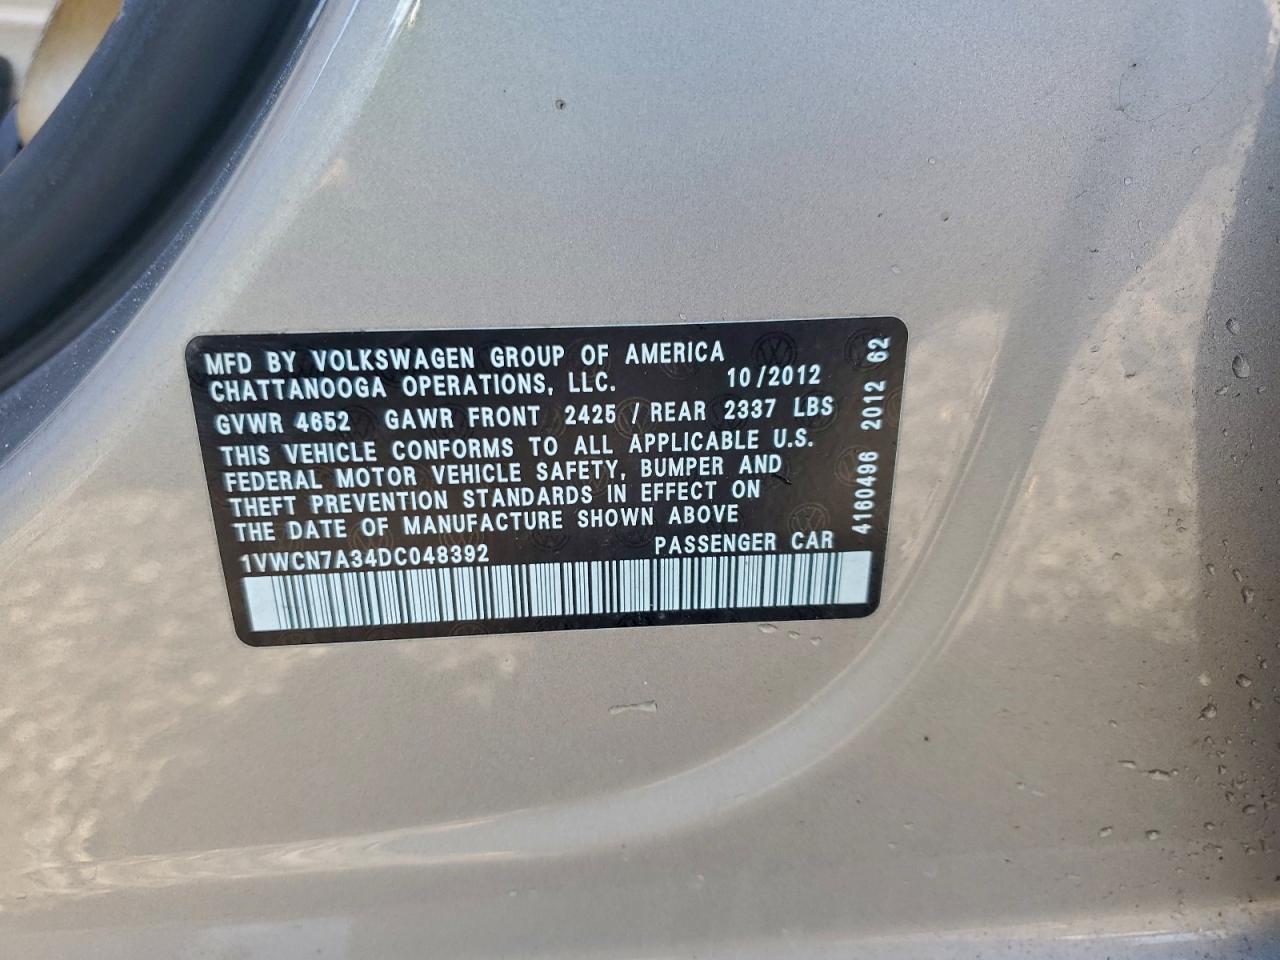 MFD BY VOLKSWAGEN GROUP OF AMERICA
CHATTANOOGA OPERATIONS, LLC. 10/2012
GVWR 4652 GAWR FRONT 2425 / REAR 2337 LBS
THIS VEHICLE CONFORMS TO ALL APPLICABLE U.S.
FEDERAL MOTOR VEHICLE SAFETY, BUMPER AND
THEFT PREVENTION STANDARDS IN EFFECT ON
THE DATE OF MANUFACTURE SHOWN ABOVE
1VWCN7A34DC048392 PASSENGER CAR
4160496 2012 62